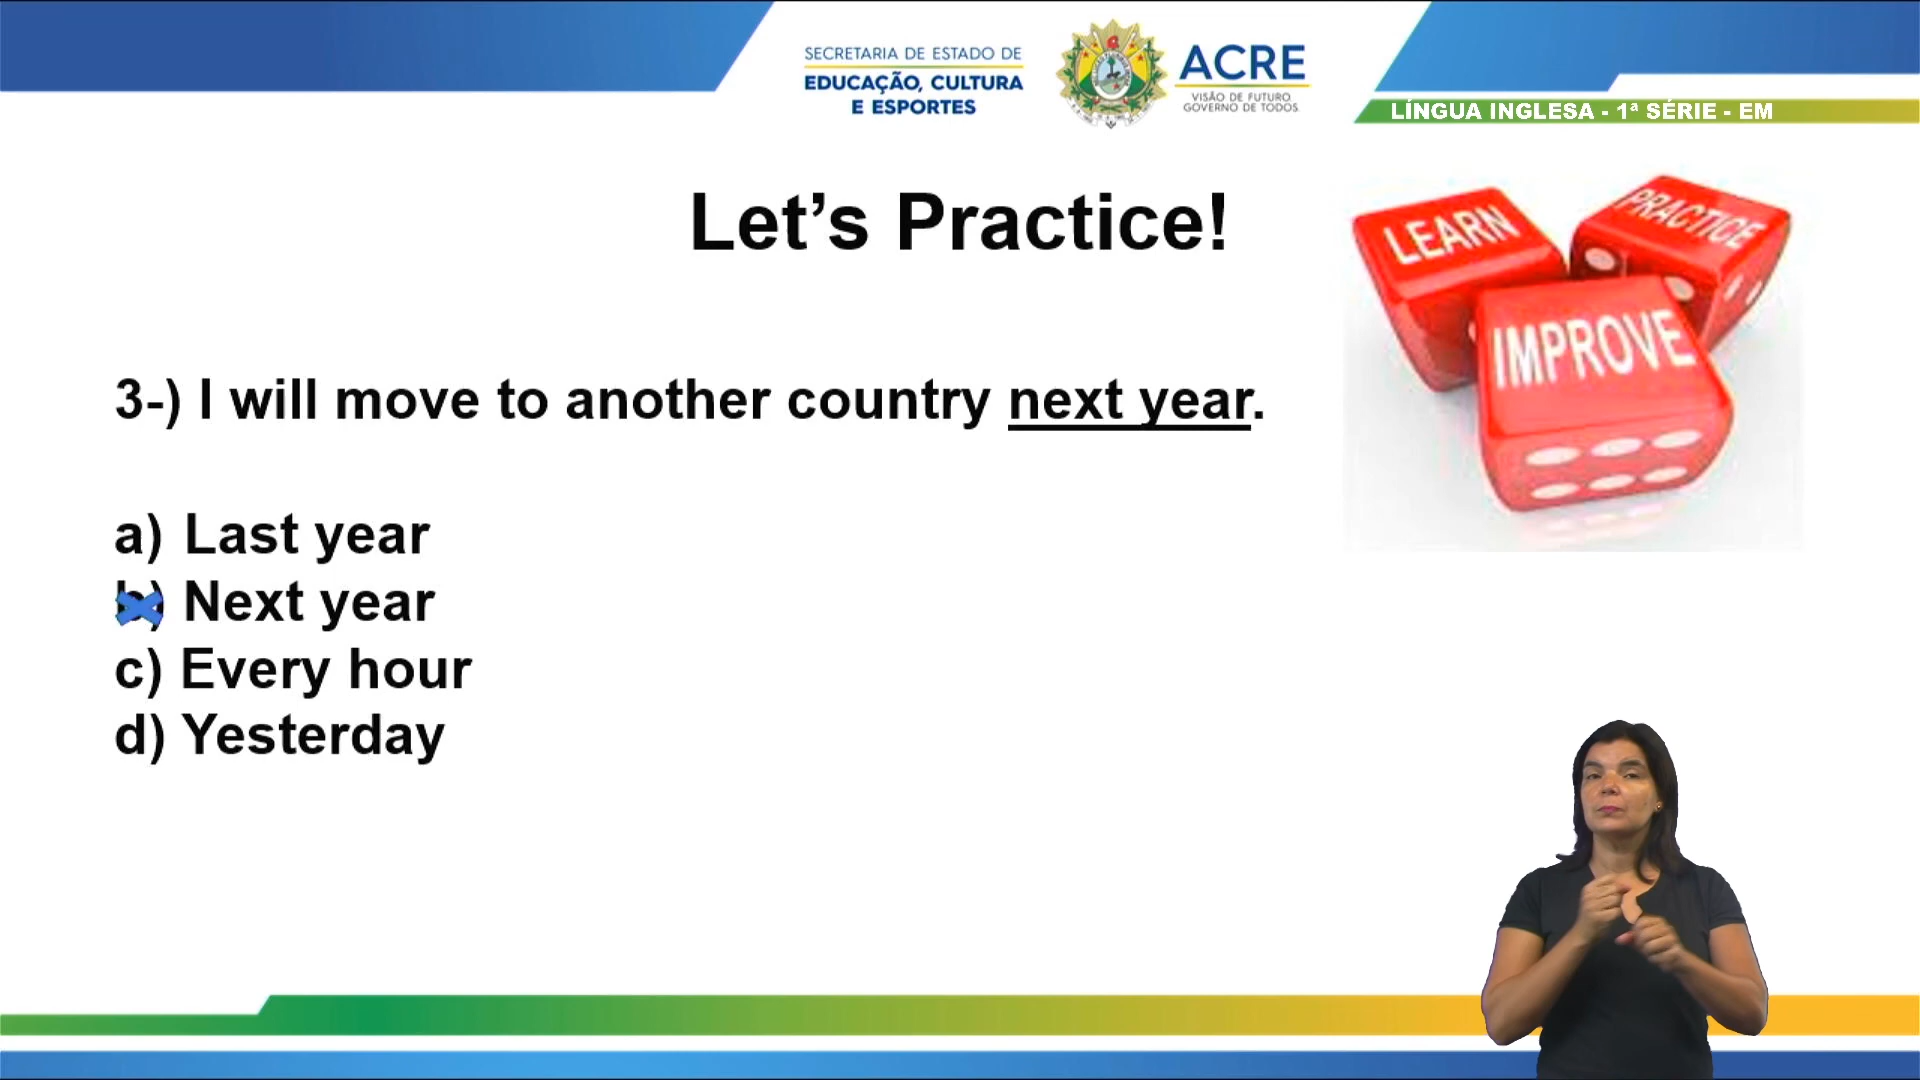 SECRETARIA DE ESTADO DE
EDUCAÇÃO, CULTURA
E ESPORTES
ACRE
VISÃO DE FUTURO.
GOVERNO DE TODOS.
LÍNGUA INGLESA - 1ª SÉRIE - EM
Let’s Practice!
LEARN
PRACTICE
IMPROVE
3-) I will move to another country next year.
a) Last year
b) Next year
c) Every hour
d) Yesterday